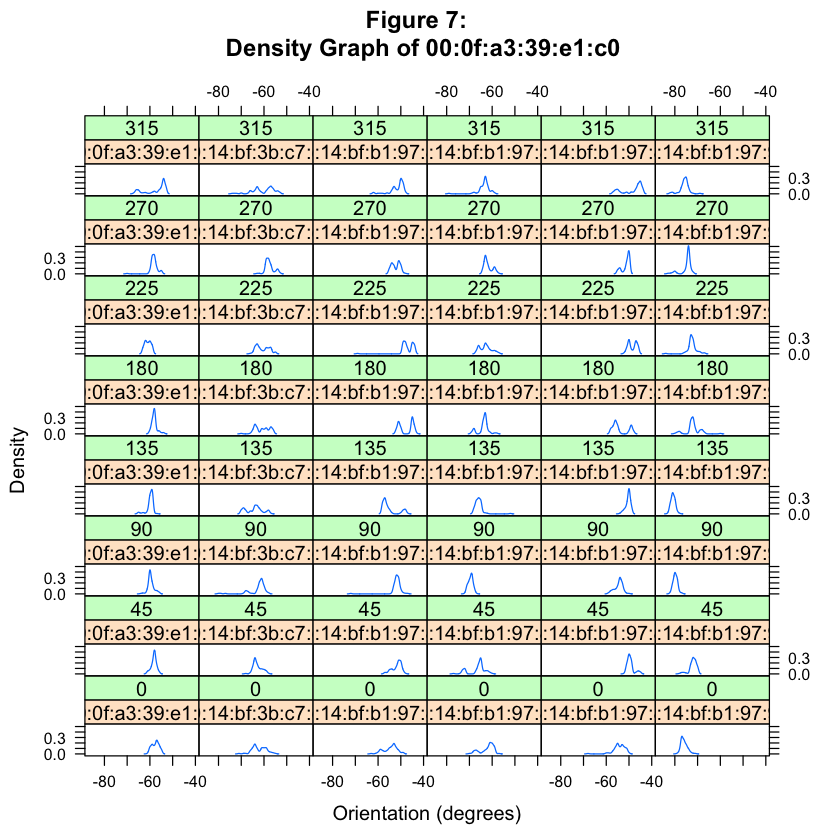 Figure 7:
Density Graph of 00:0f:a3:39:e1:c0
-80 -60 -40 -80 -60 -40 -80 -60 -40
315 315 315 315 315 315
:0f:a3:39:e1: :14:bf:3b:c7: :14:bf:b1:97: :14:bf:b1:97: :14:bf:b1:97: :14:bf:b1:97:
0.3
0.0
270 270 270 270 270 270
:0f:a3:39:e1: :14:bf:3b:c7: :14:bf:b1:97: :14:bf:b1:97: :14:bf:b1:97: :14:bf:b1:97:
0.3
0.0
225 225 225 225 225 225
:0f:a3:39:e1: :14:bf:3b:c7: :14:bf:b1:97: :14:bf:b1:97: :14:bf:b1:97: :14:bf:b1:97:
0.3
0.0
180 180 180 180 180 180
:0f:a3:39:e1: :14:bf:3b:c7: :14:bf:b1:97: :14:bf:b1:97: :14:bf:b1:97: :14:bf:b1:97:
0.3
0.0
Density
135 135 135 135 135 135
:0f:a3:39:e1: :14:bf:3b:c7: :14:bf:b1:97: :14:bf:b1:97: :14:bf:b1:97: :14:bf:b1:97:
0.3
0.0
90 90 90 90 90 90
:0f:a3:39:e1: :14:bf:3b:c7: :14:bf:b1:97: :14:bf:b1:97: :14:bf:b1:97: :14:bf:b1:97:
0.3
0.0
45 45 45 45 45 45
:0f:a3:39:e1: :14:bf:3b:c7: :14:bf:b1:97: :14:bf:b1:97: :14:bf:b1:97: :14:bf:b1:97:
0.3
0.0
0 0 0 0 0 0
:0f:a3:39:e1: :14:bf:3b:c7: :14:bf:b1:97: :14:bf:b1:97: :14:bf:b1:97: :14:bf:b1:97:
0.3
0.0
-80 -60 -40 -80 -60 -40 -80 -60 -40
Orientation (degrees)